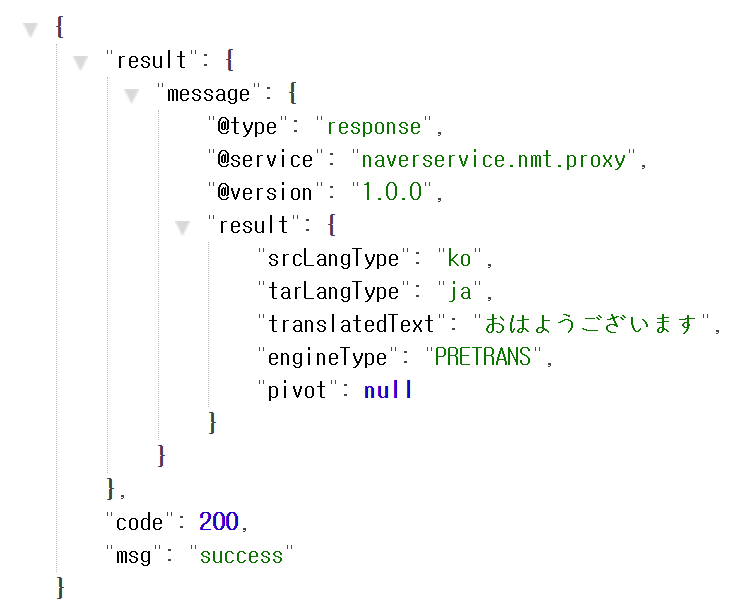 {
"result": {
"message": {
"@type": "response",
"@service": "naverservice.nmt.proxy",
"@version": "1.0.0",
"result": {
"srcLangType": "ko",
"tarLangType": "ja",
"translatedText": "おはようございます",
"engineType": "PRETRANS",
"pivot": null
}
}
},
"code": 200,
"msg": "success"
}